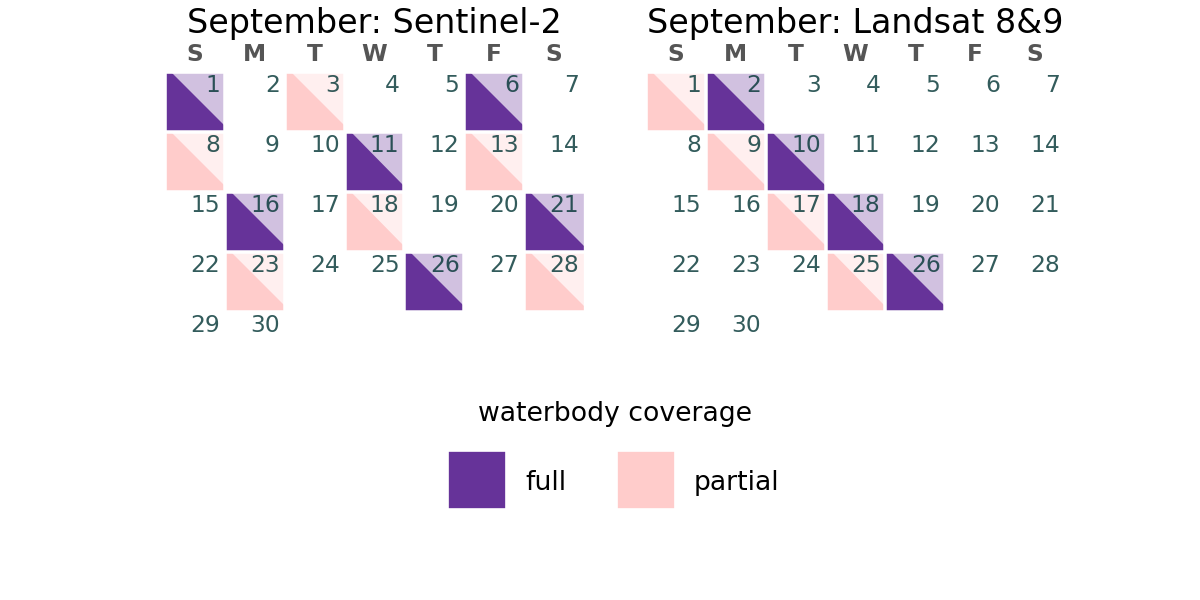 September: Sentinel-2
S M T W T F S
1 2 3 4 5 6 7
8 9 10 11 12 13 14
15 16 17 18 19 20 21
22 23 24 25 26 27 28
29 30
September: Landsat 8&9
S M T W T F S
1 2 3 4 5 6 7
8 9 10 11 12 13 14
15 16 17 18 19 20 21
22 23 24 25 26 27 28
29 30
waterbody coverage
full partial